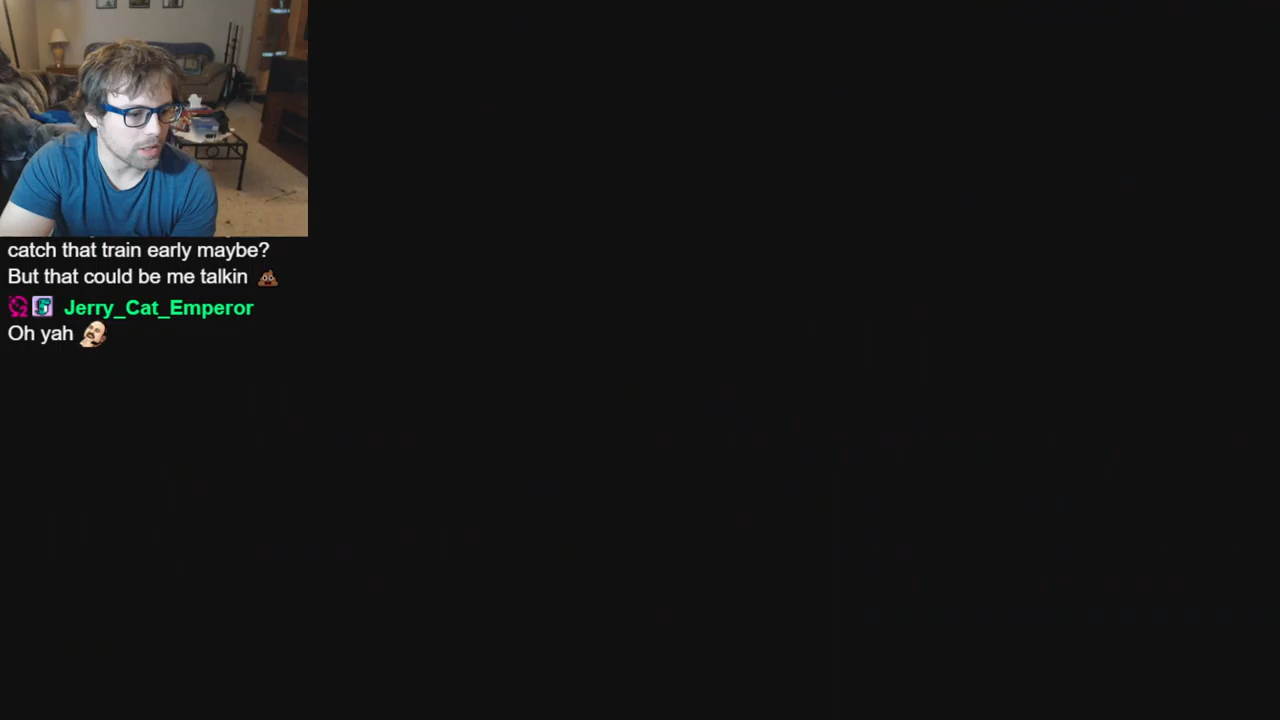 catch that train early maybe?
But that could be me talkin 💩
Jerry_Cat_Emperor
Oh yah